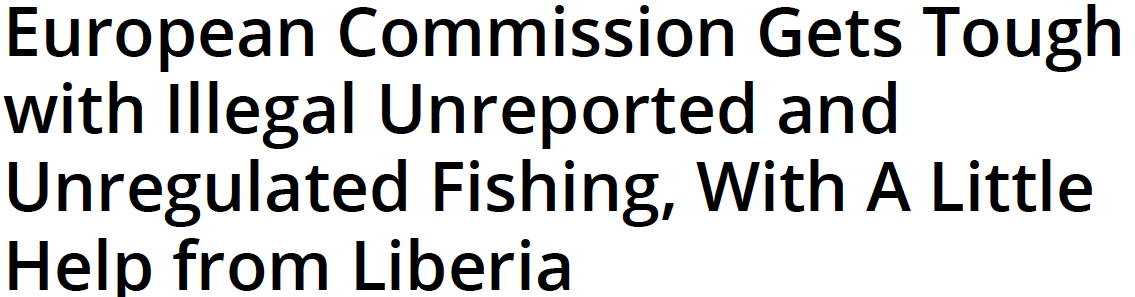 European Commission Gets Tough
with Illegal Unreported and
Unregulated Fishing, With A Little
Help from Liberia